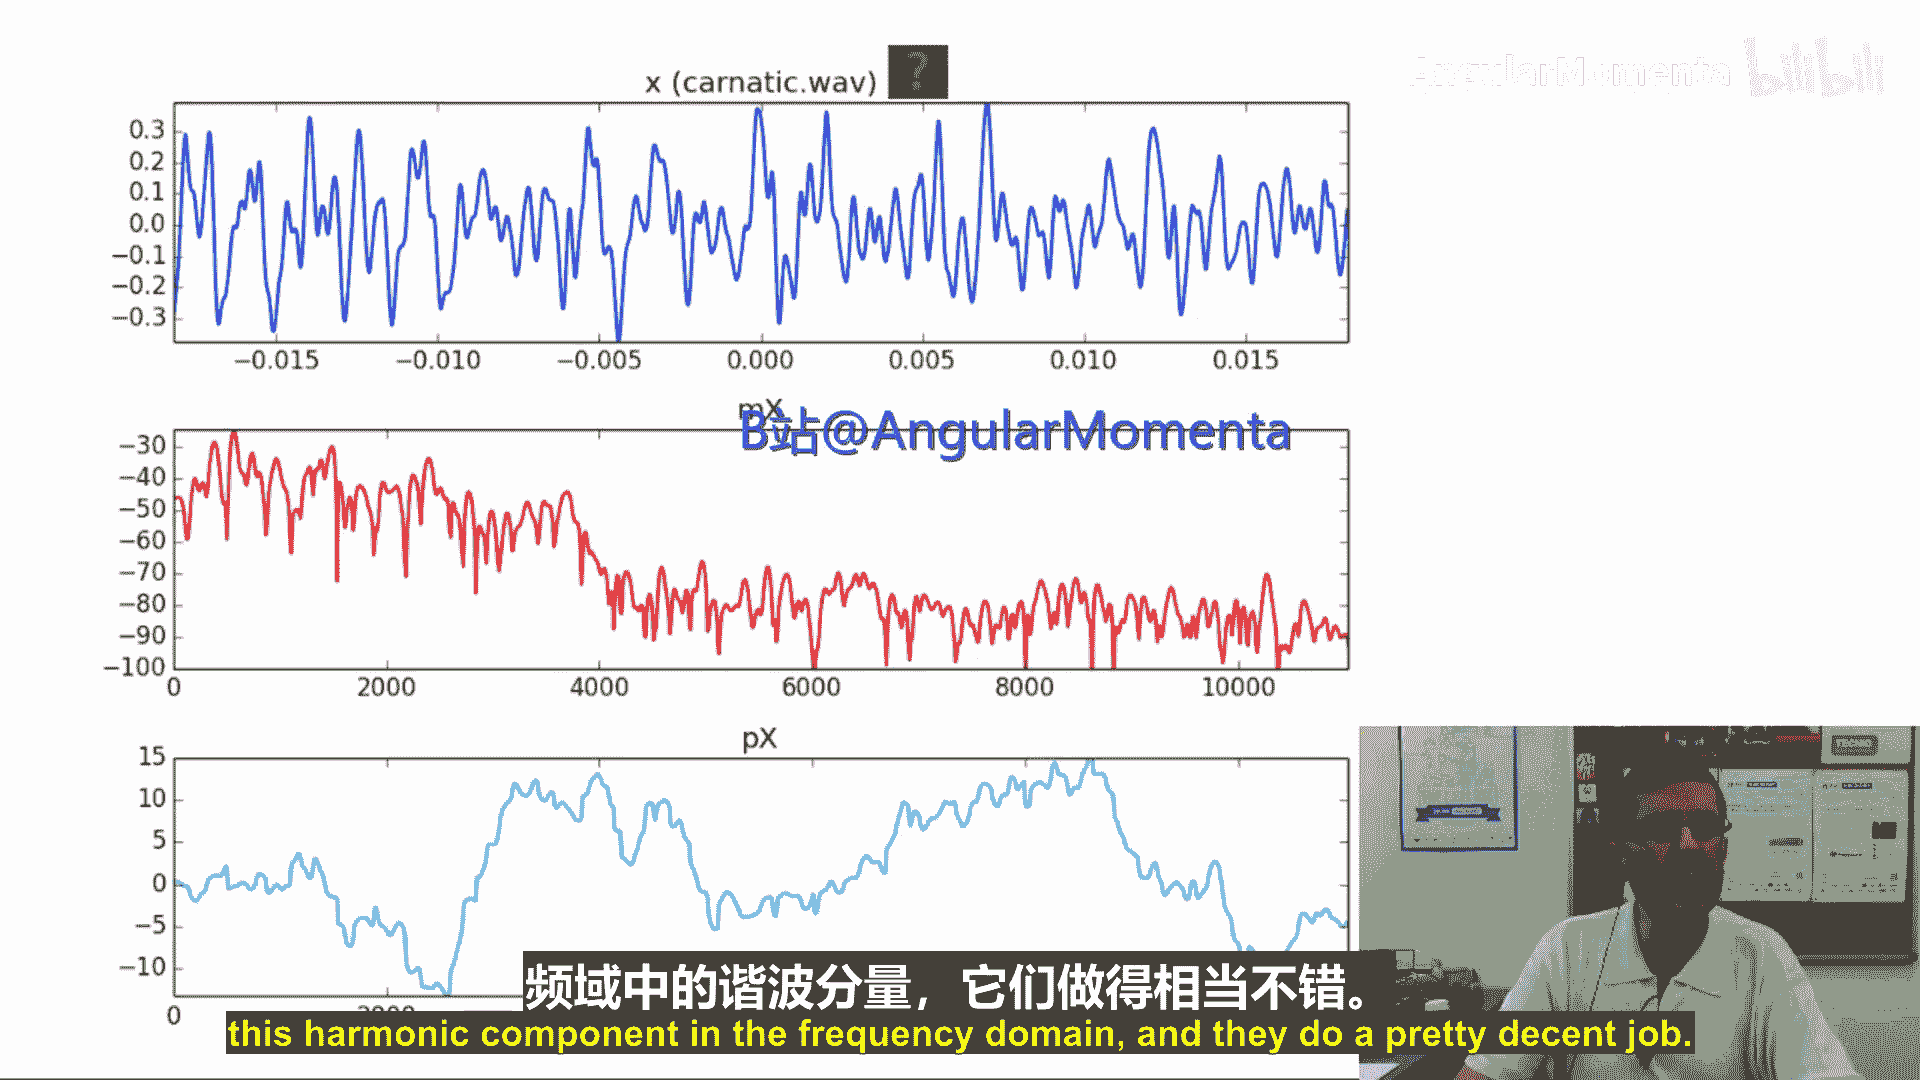 AngularMomenta bilibili
x (carnatic.wav) ?
0.3
0.2
0.1
0.0
−0.1
−0.2
−0.3
−0.015 −0.010 −0.005 0.000 0.005 0.010 0.015
mX
B站@AngularMomenta
−30
−40
−50
−60
−70
−80
−90
−100
0 2000 4000 6000 8000 10000
pX
15
10
5
0
−5
−10
0 2000
频域中的谐波分量，它们做得相当不错。
this harmonic component in the frequency domain, and they do a pretty decent job.